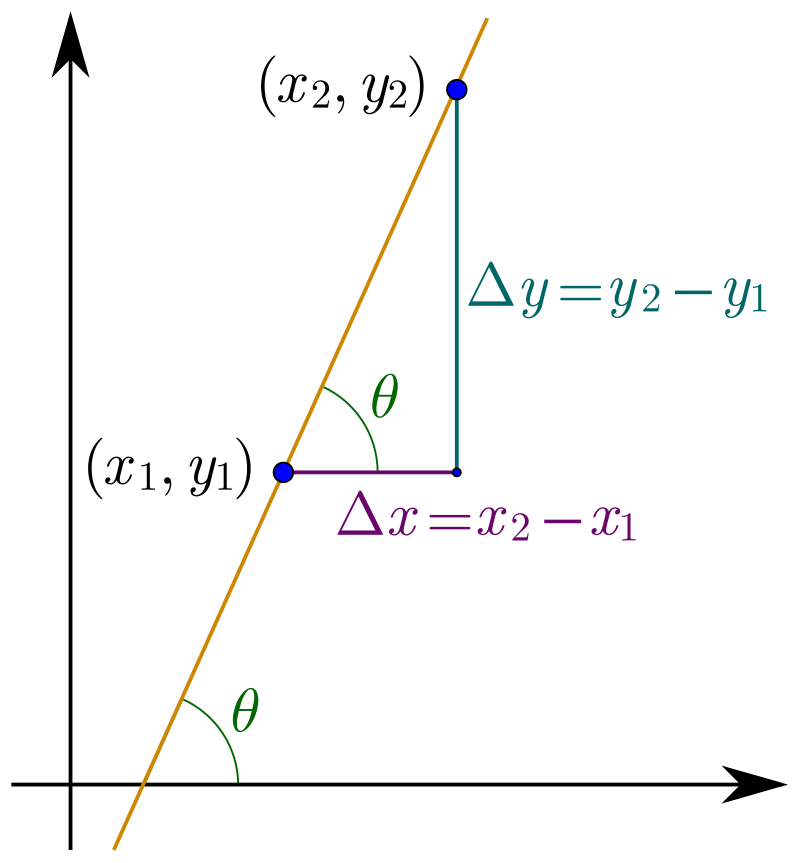 (x₂, y₂)
Δy = y₂ − y₁
θ
(x₁, y₁)
Δx = x₂ − x₁
θ